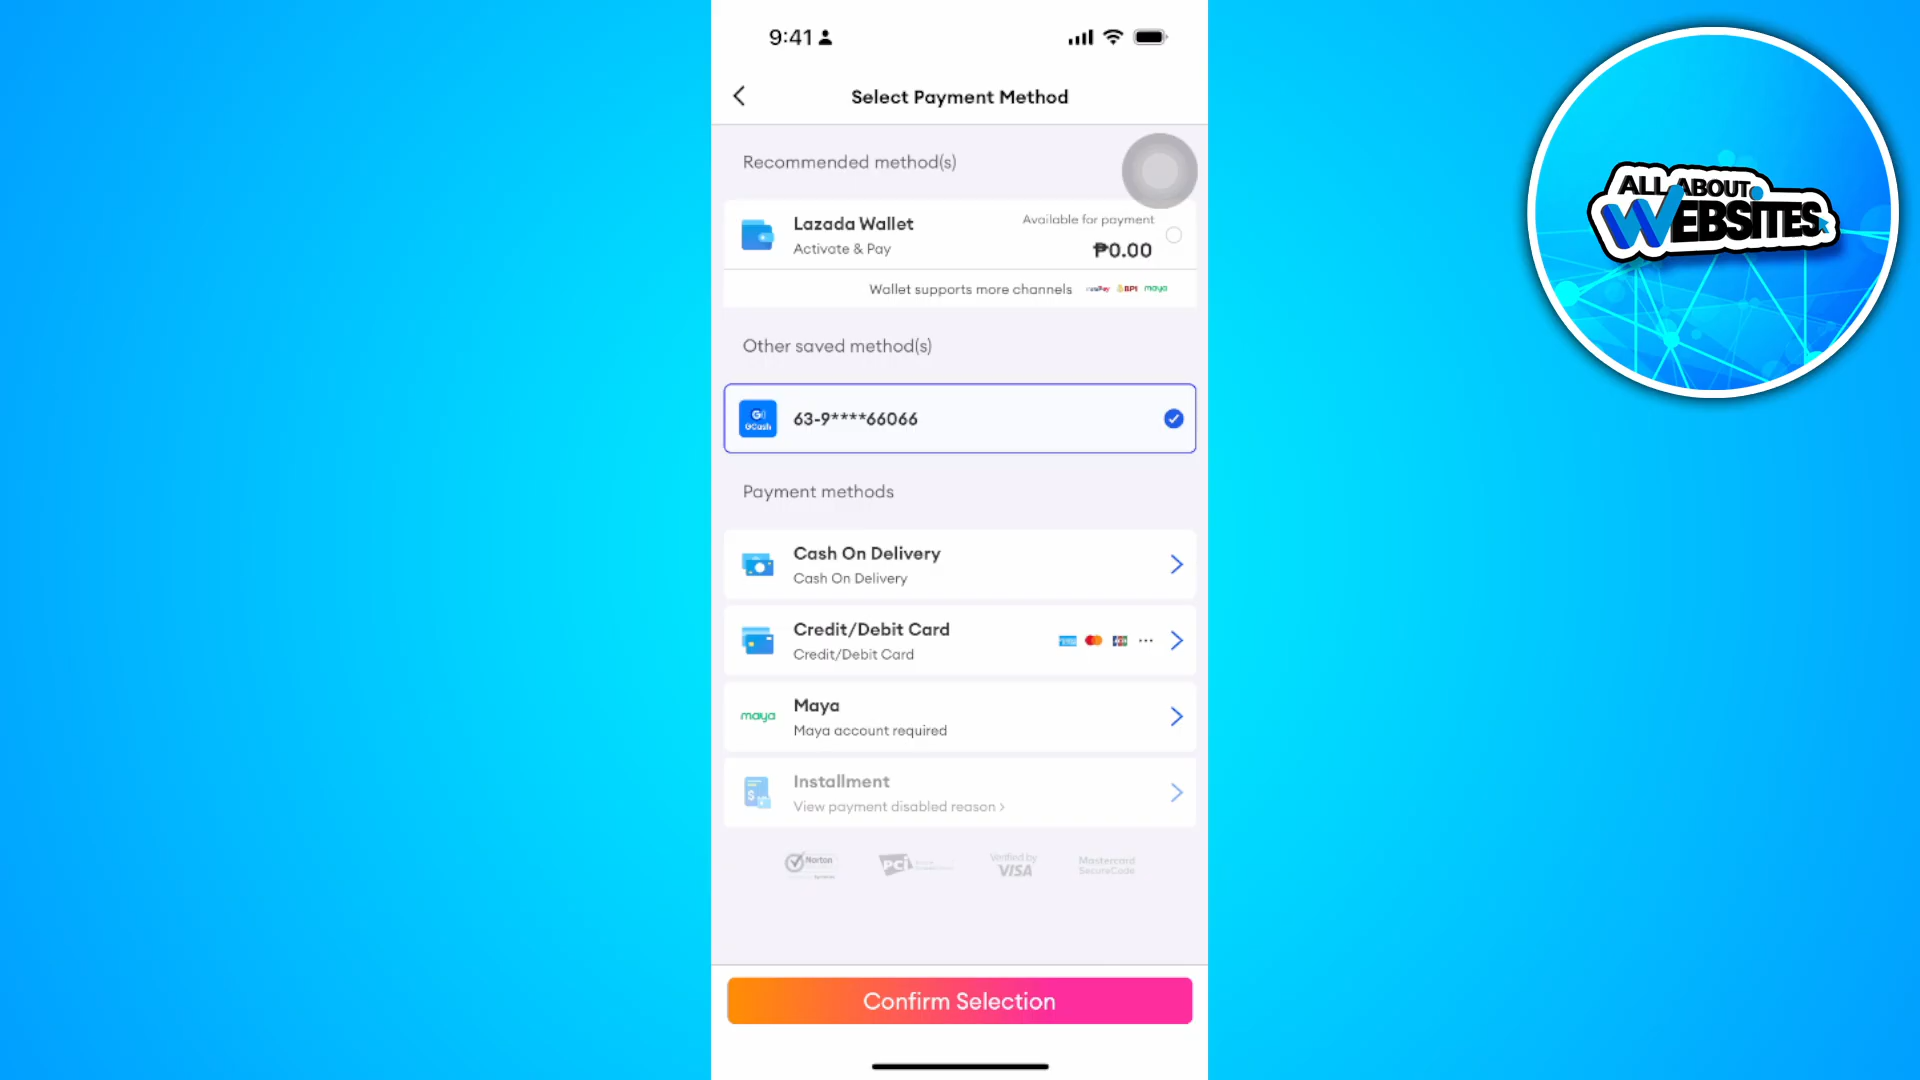 9:41
Select Payment Method
Recommended method(s)
Lazada Wallet
Activate & Pay
Available for payment
₱0.00
Wallet supports more channels
BPI maya
Other saved method(s)
GCash
63-9****66066
Payment methods
Cash On Delivery
Cash On Delivery
Credit/Debit Card
Credit/Debit Card
maya
Maya
Maya account required
Installment
View payment disabled reason >
Norton
PCI
Verified by
VISA
Mastercard
SecureCode
Confirm Selection
ALL ABOUT
WEBSITES